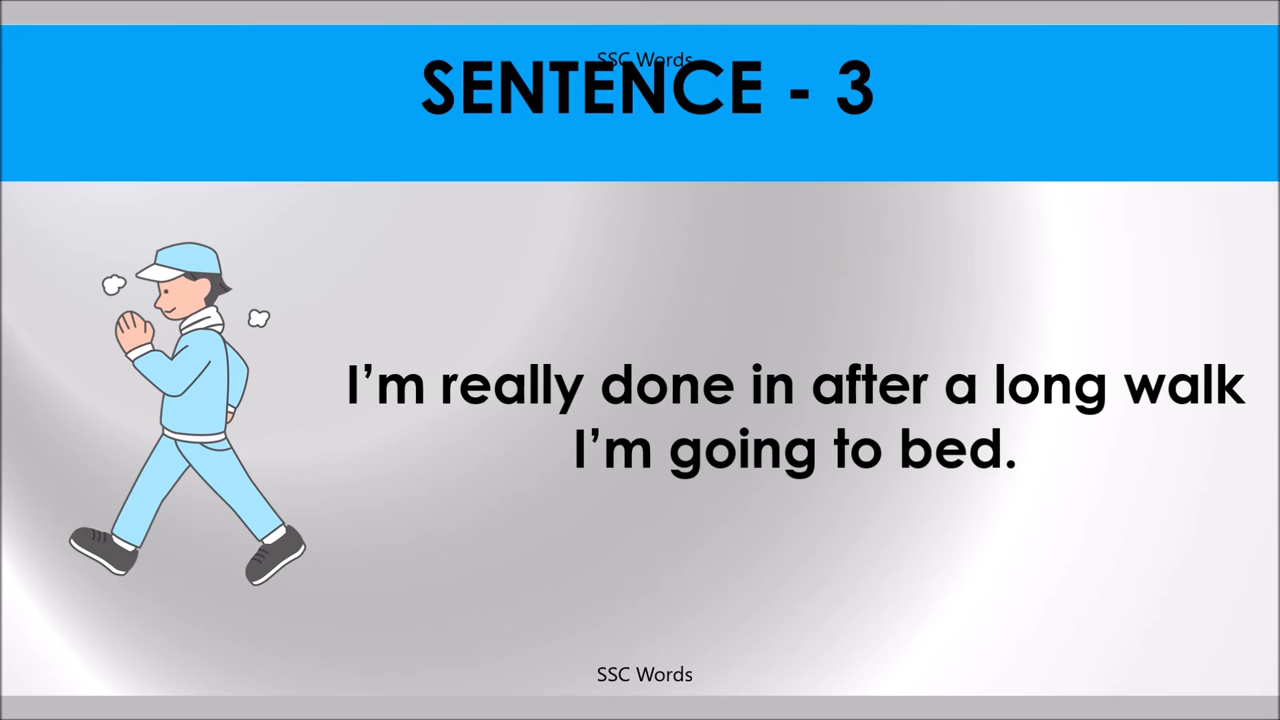 SSC Words
SENTENCE - 3
I’m really done in after a long walk
I’m going to bed.
SSC Words